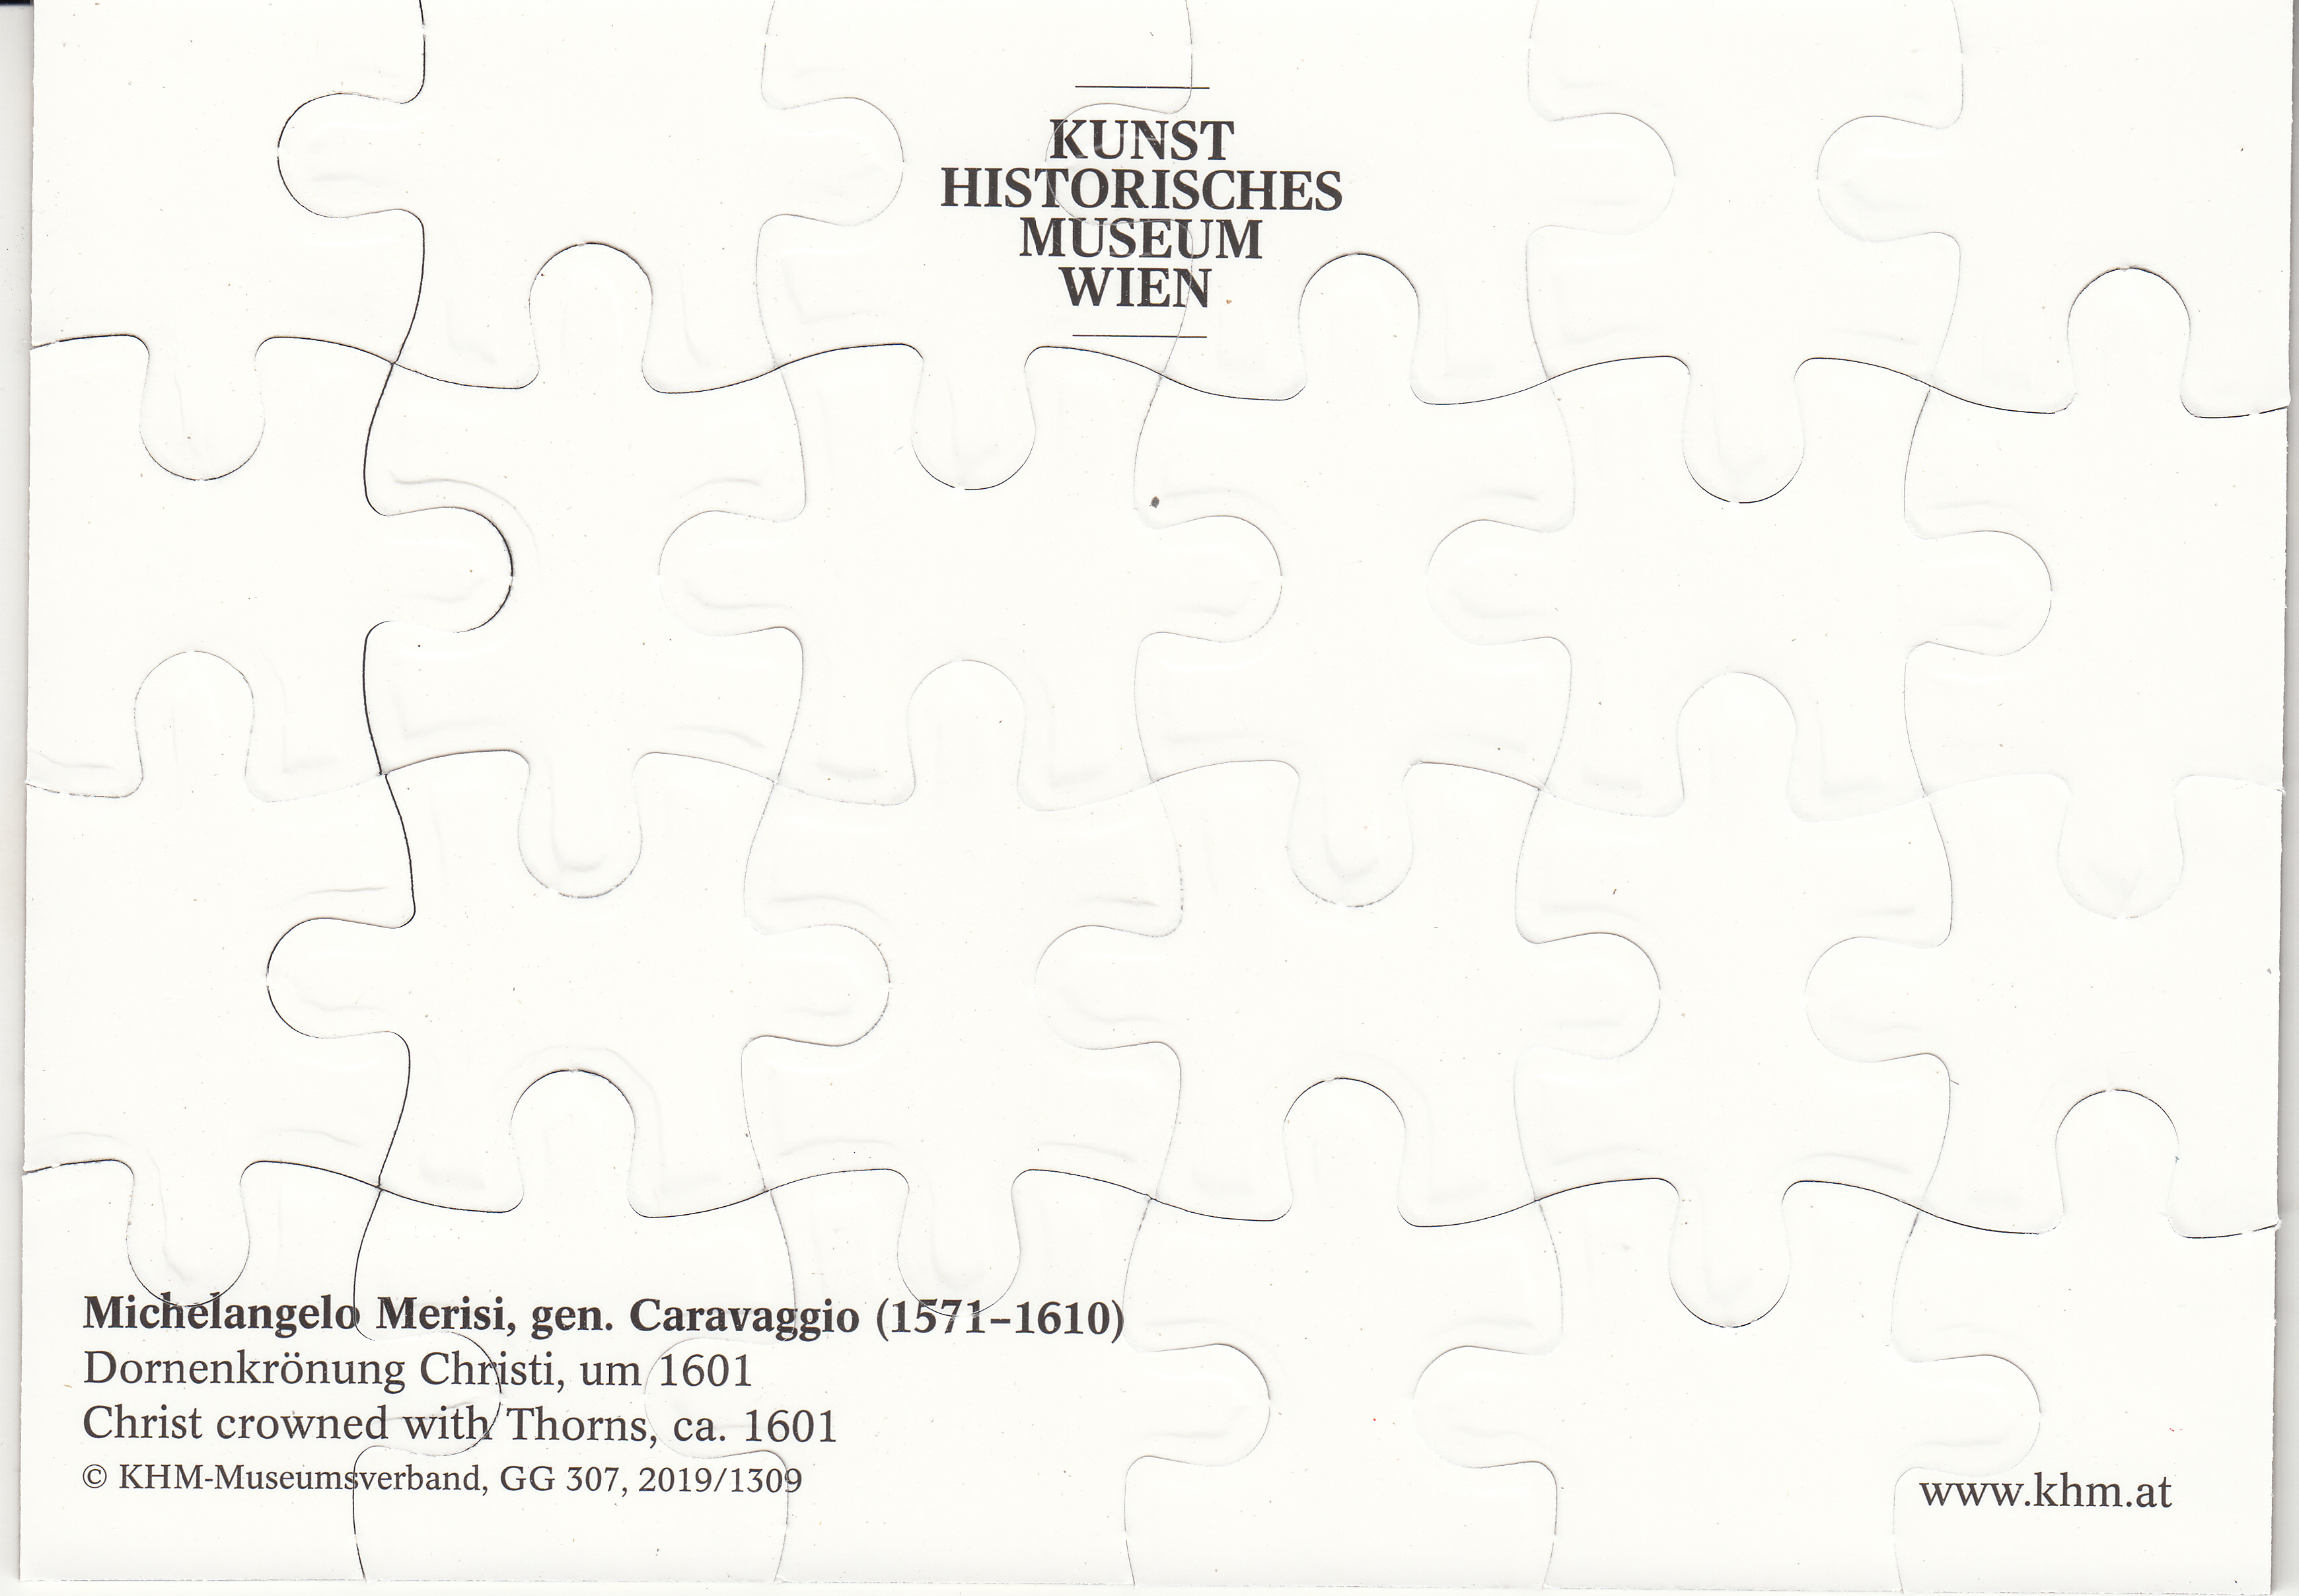 KUNST
HISTORISCHES
MUSEUM
WIEN
Michelangelo Merisi, gen. Caravaggio (1571–1610)
Dornenkrönung Christi, um 1601
Christ crowned with Thorns, ca. 1601
© KHM-Museumsverband, GG 307, 2019/1309
www.khm.at